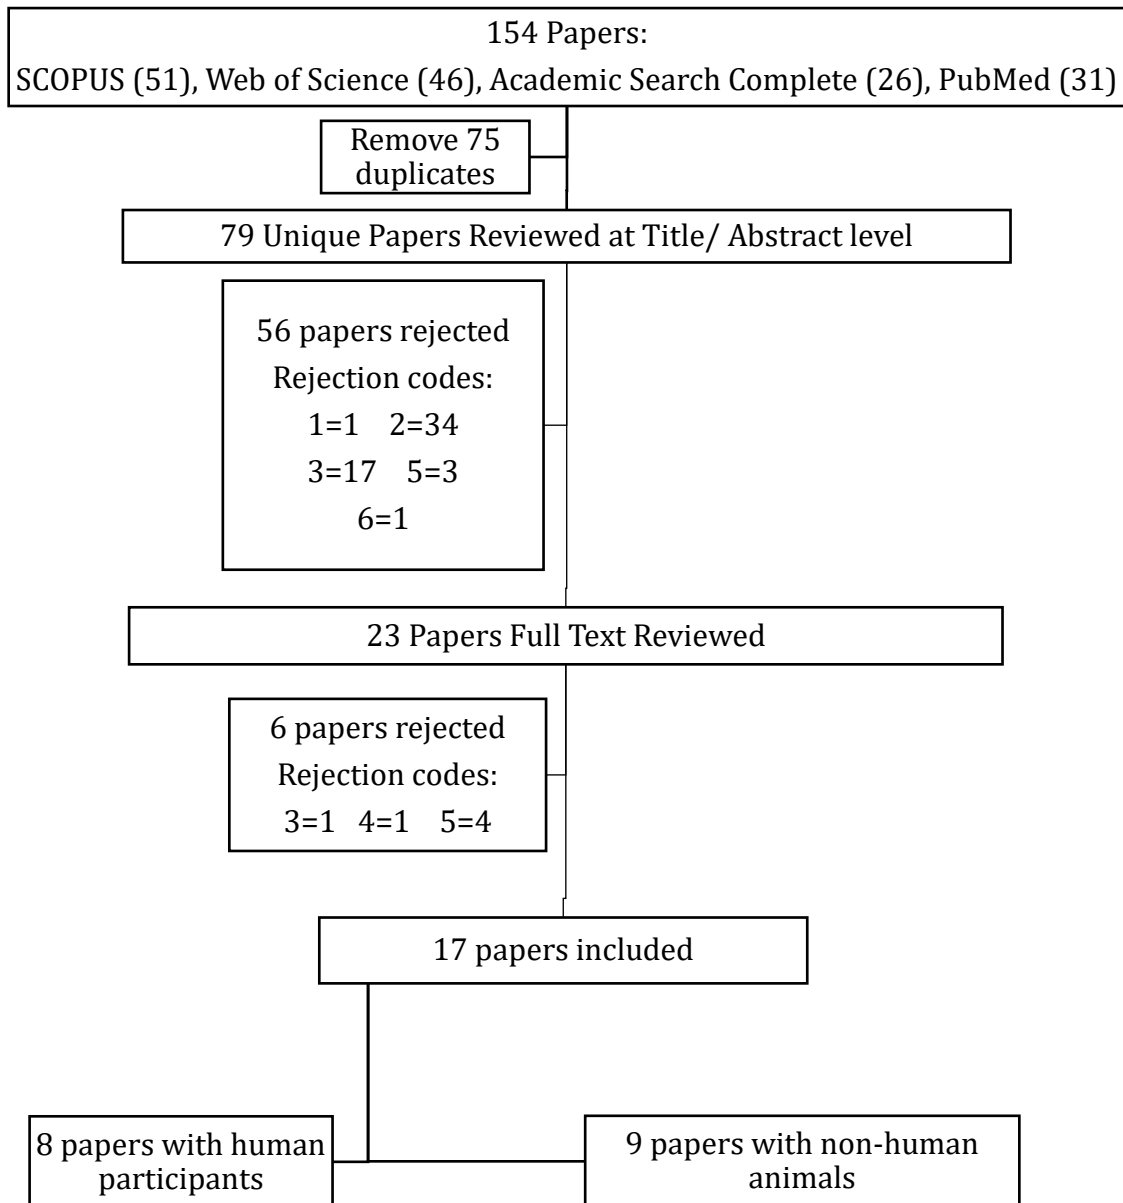 154 Papers:
SCOPUS (51), Web of Science (46), Academic Search Complete (26), PubMed (31)
Remove 75
duplicates
79 Unique Papers Reviewed at Title/ Abstract level
56 papers rejected
Rejection codes:
1=1 2=34
3=17 5=3
6=1
23 Papers Full Text Reviewed
6 papers rejected
Rejection codes:
3=1 4=1 5=4
17 papers included
8 papers with human
participants
9 papers with non-human
animals